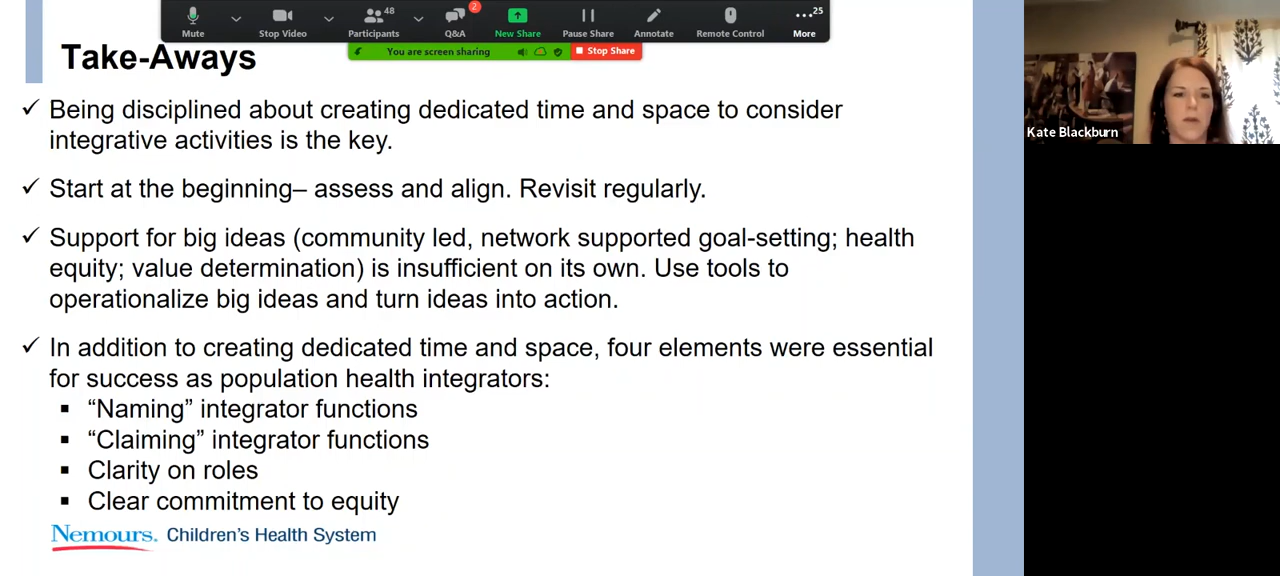 48
2
25
Mute
Stop Video
Participants
Q&A
New Share
Pause Share
Annotate
Remote Control
More
You are screen sharing
Stop Share
Take-Aways
Being disciplined about creating dedicated time and space to consider
integrative activities is the key.
Start at the beginning– assess and align. Revisit regularly.
Support for big ideas (community led, network supported goal-setting; health
equity; value determination) is insufficient on its own. Use tools to
operationalize big ideas and turn ideas into action.
In addition to creating dedicated time and space, four elements were essential
for success as population health integrators:
“Naming” integrator functions
“Claiming” integrator functions
Clarity on roles
Clear commitment to equity
Nemours. Children's Health System
Kate Blackburn